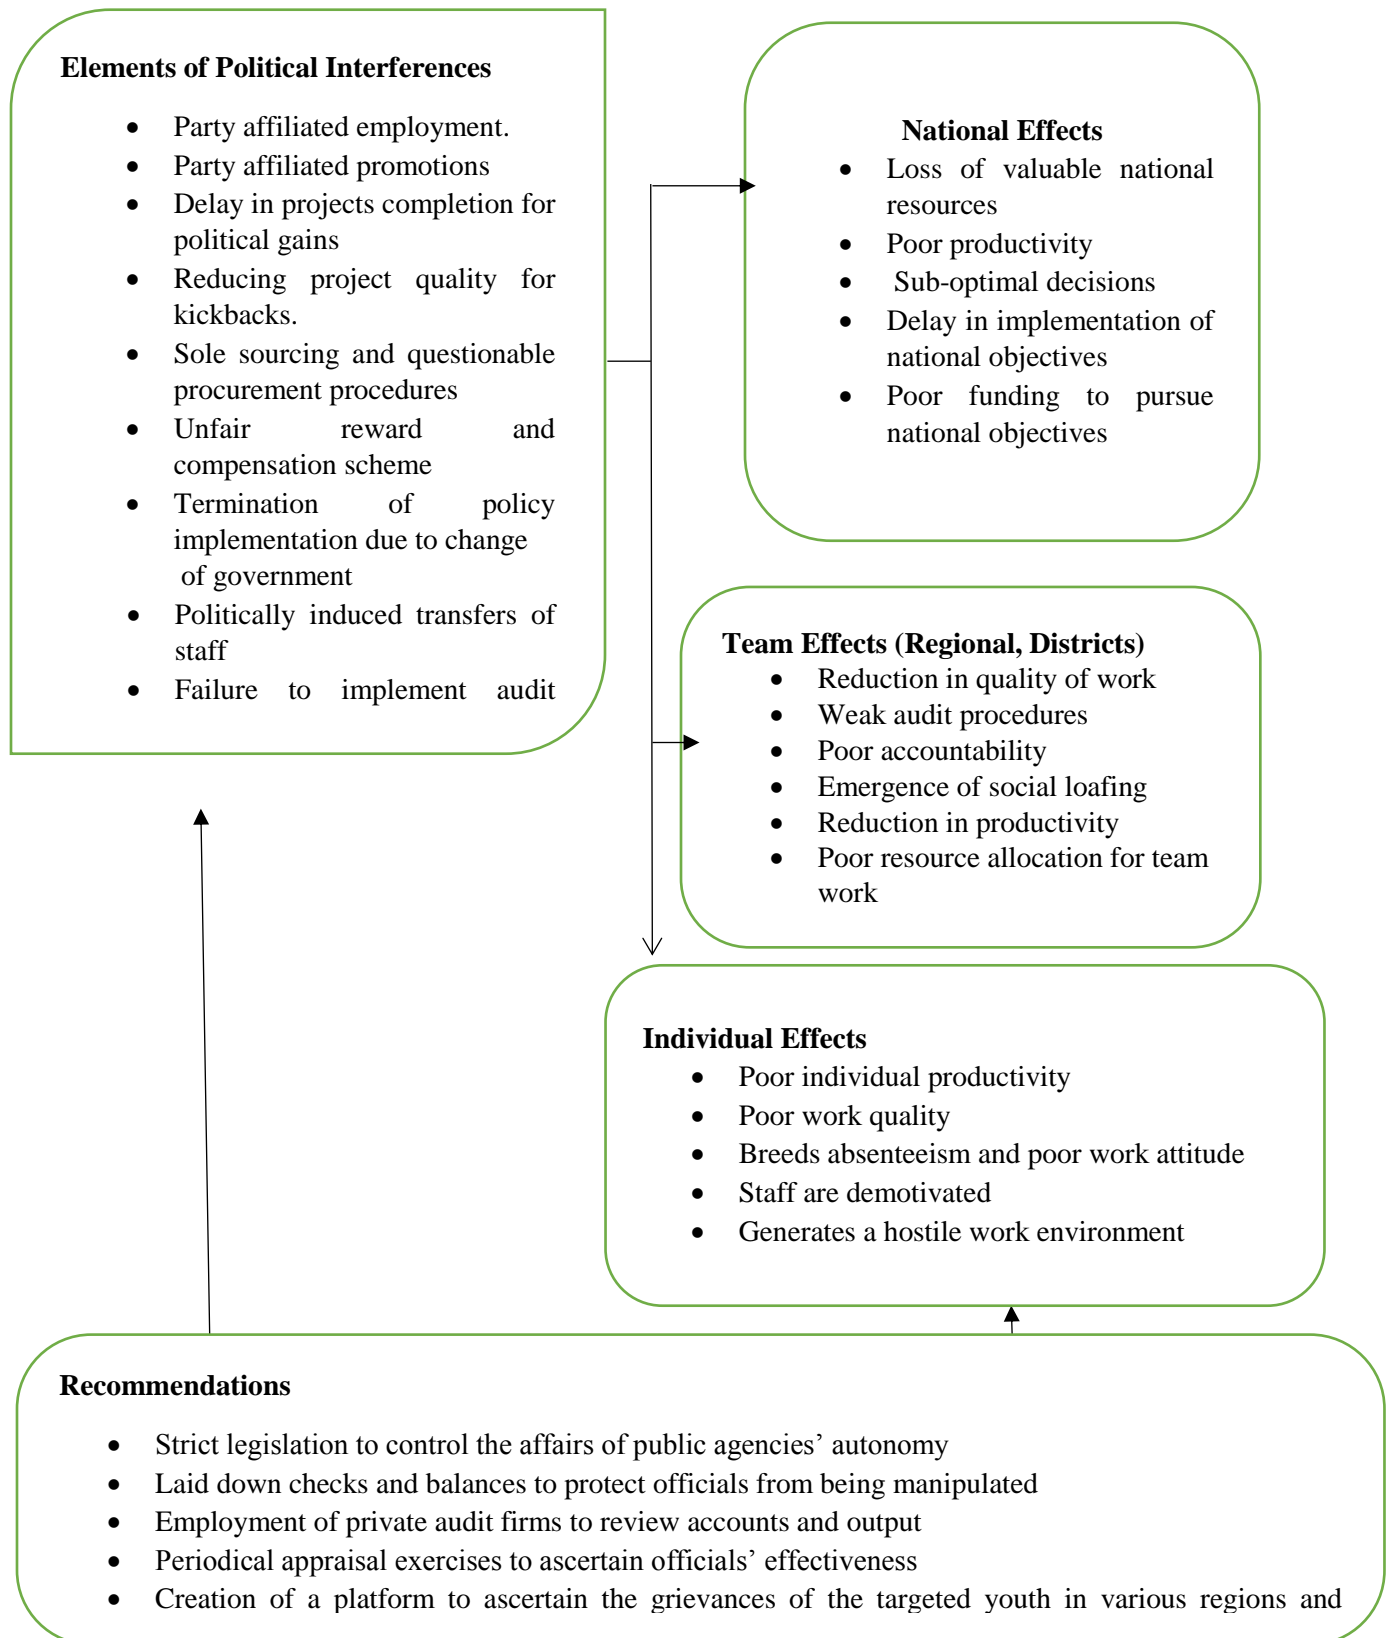 Elements of Political Interferences
• Party affiliated employment.
• Party affiliated promotions
• Delay in projects completion for
political gains
• Reducing project quality for
kickbacks.
• Sole sourcing and questionable
procurement procedures
• Unfair reward and
compensation scheme
• Termination of policy
implementation due to change
of government
• Politically induced transfers of
staff
• Failure to implement audit
National Effects
• Loss of valuable national
resources
• Poor productivity
• Sub-optimal decisions
• Delay in implementation of
national objectives
• Poor funding to pursue
national objectives
Team Effects (Regional, Districts)
• Reduction in quality of work
• Weak audit procedures
• Poor accountability
• Emergence of social loafing
• Reduction in productivity
• Poor resource allocation for team
work
Individual Effects
• Poor individual productivity
• Poor work quality
• Breeds absenteeism and poor work attitude
• Staff are demotivated
• Generates a hostile work environment
Recommendations
• Strict legislation to control the affairs of public agencies’ autonomy
• Laid down checks and balances to protect officials from being manipulated
• Employment of private audit firms to review accounts and output
• Periodical appraisal exercises to ascertain officials’ effectiveness
• Creation of a platform to ascertain the grievances of the targeted youth in various regions and